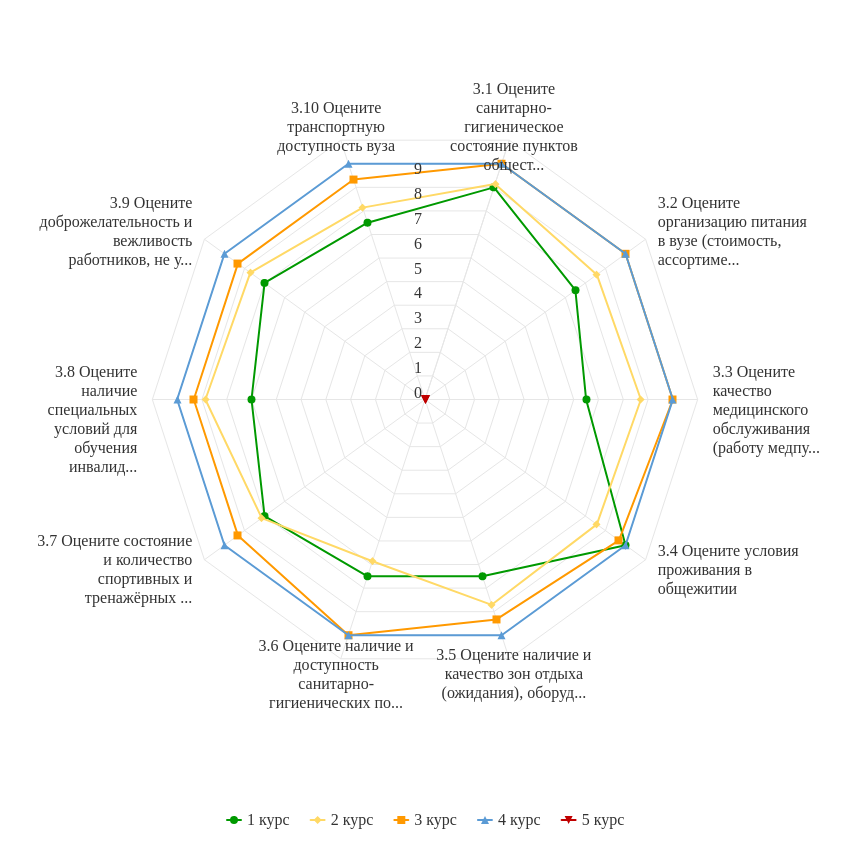 3.1 Оцените
санитарно-
гигиеническое
состояние пунктов
общест...
3.2 Оцените
организацию питания
в вузе (стоимость,
ассортиме...
3.3 Оцените
качество
медицинского
обслуживания
(работу медпу...
3.4 Оцените условия
проживания в
общежитии
3.5 Оцените наличие и
качество зон отдыха
(ожидания), оборуд...
3.6 Оцените наличие и
доступность
санитарно-
гигиенических по...
3.7 Оцените состояние
и количество
спортивных и
тренажёрных ...
3.8 Оцените
наличие
специальных
условий для
обучения
инвалид...
3.9 Оцените
доброжелательность и
вежливость
работников, не у...
3.10 Оцените
транспортную
доступность вуза
9
8
7
6
5
4
3
2
1
0
1 курс 2 курс 3 курс 4 курс 5 курс